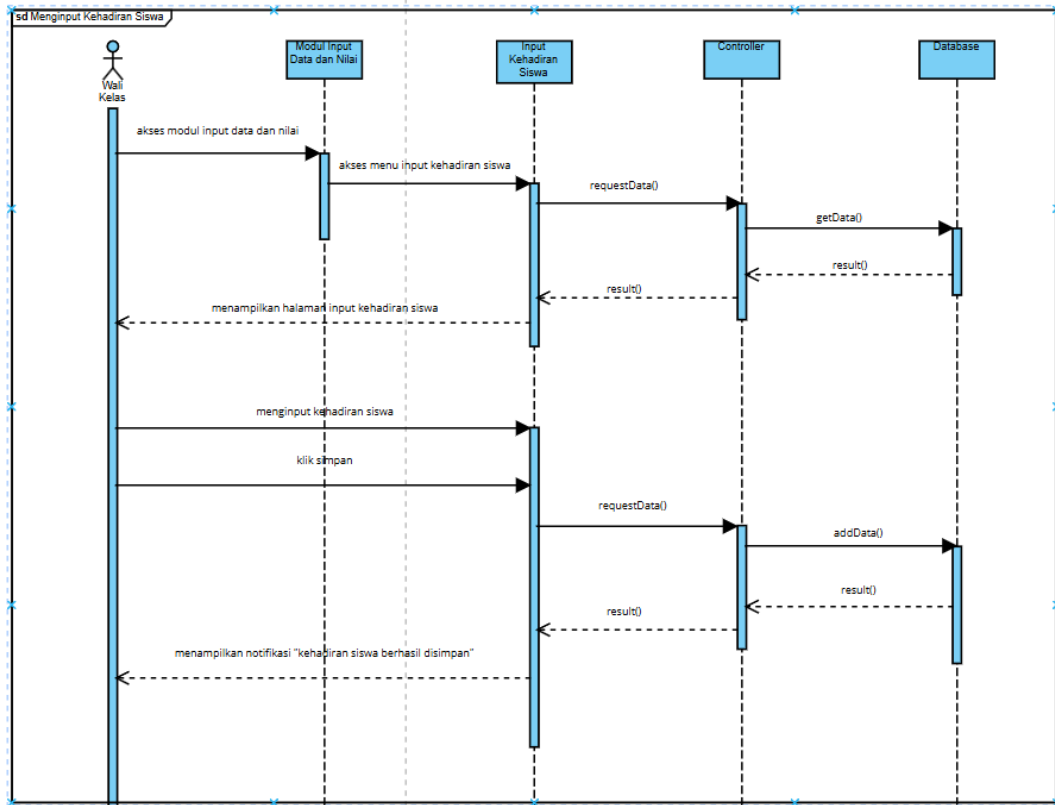 sd Menginput Kehadiran Siswa
Wali
Kelas
Modul Input
Data dan Nilai
Input
Kehadiran
Siswa
Controller
Database
akses modul input data dan nilai
akses menu input kehadiran siswa
requestData()
getData()
result()
result()
menampilkan halaman input kehadiran siswa
menginput kehadiran siswa
klik simpan
requestData()
addData()
result()
result()
menampilkan notifikasi "kehadiran siswa berhasil disimpan"